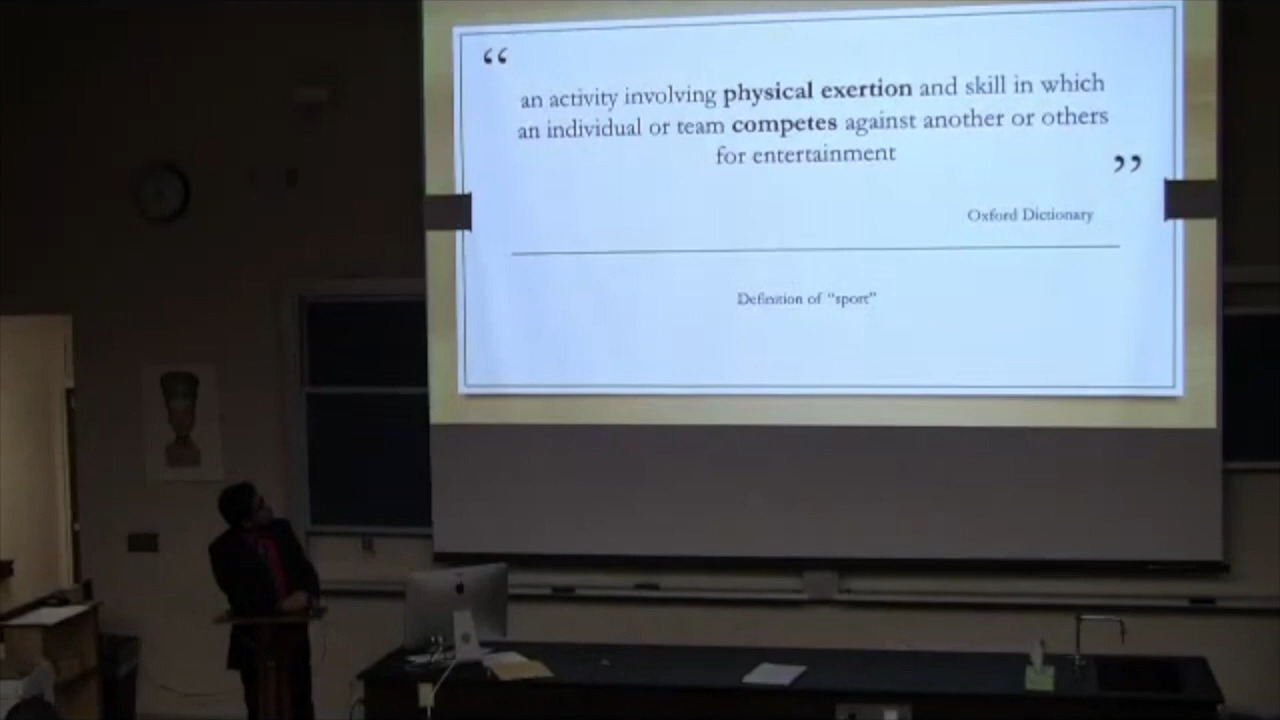 “
an activity involving physical exertion and skill in which
an individual or team competes against another or others
for entertainment
”
Oxford Dictionary
Definition of “sport”